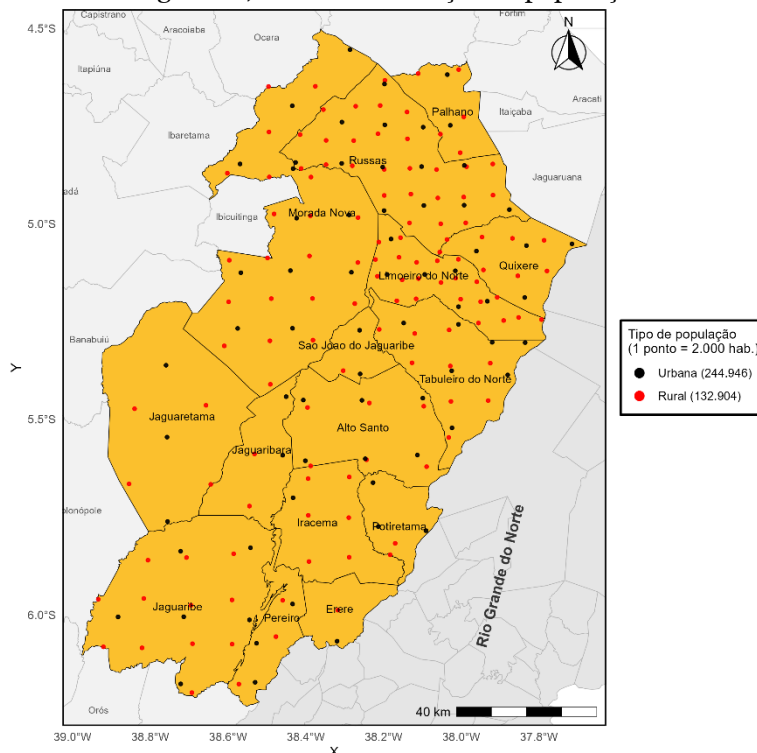 Capistrano
Aracoiaba
Fortim
4.5°S
N
Ocara
Itapiúna
Palhano
Itaiçaba
Aracati
Ibaretama
Russas
Jaguaruana
Ibicuitinga
Morada Nova
5.0°S
Quixere
Limoeiro do Norte
Banabuiú
Sao Joao do Jaguaribe
Tipo de população
(1 ponto = 2.000 hab.)
Urbana (244.946)
Rural (132.904)
Y
Tabuleiro do Norte
Jaguaretama
Alto Santo
5.5°S
Jaguaribara
Iracema
Potiretama
Rio Grande do Norte
Jaguaribe
Pereiro
Erere
6.0°S
Orós
40 km
39.0°W
38.8°W
38.6°W
38.4°W
38.2°W
38.0°W
37.8°W
X